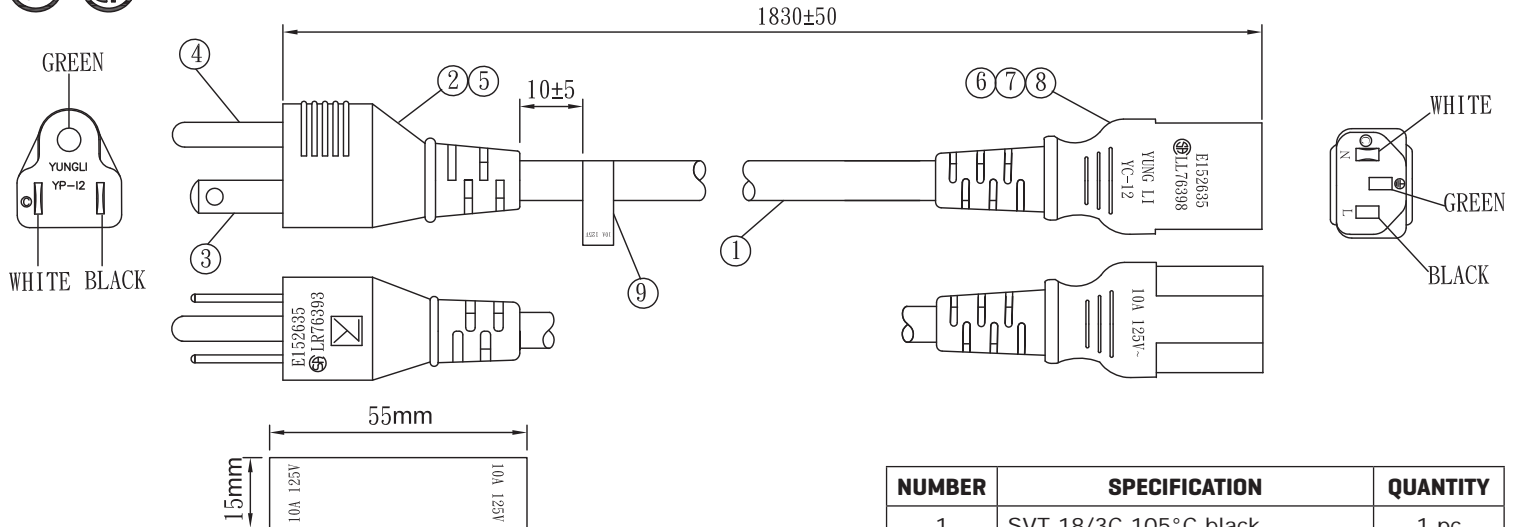 1830±50
GREEN
④
②⑤
10±5
⑥⑦⑧
WHITE
YUNGLI
YP-12
WHITE BLACK
③
10A 125V
⑨
①
YUNG LI
YC-12
E152635
LL76398
N
L
GREEN
BLACK
E152635
LR76393
10A 125V~
55mm
15mm
10A 125V
10A 125V
NUMBER SPECIFICATION QUANTITY
1 SVT 18/3C 105°C black 1 pc